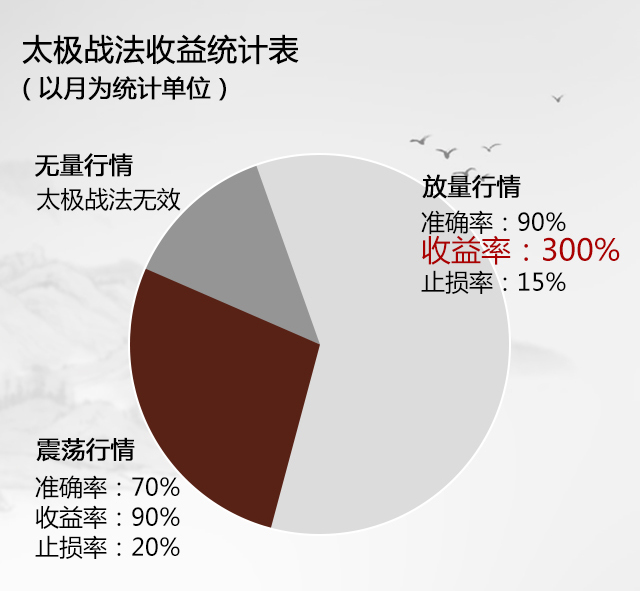 太极战法收益统计表
( 以月为统计单位 )
无量行情
太极战法无效
放量行情
准确率：90%
收益率：300%
止损率：15%
震荡行情
准确率：70%
收益率：90%
止损率：20%